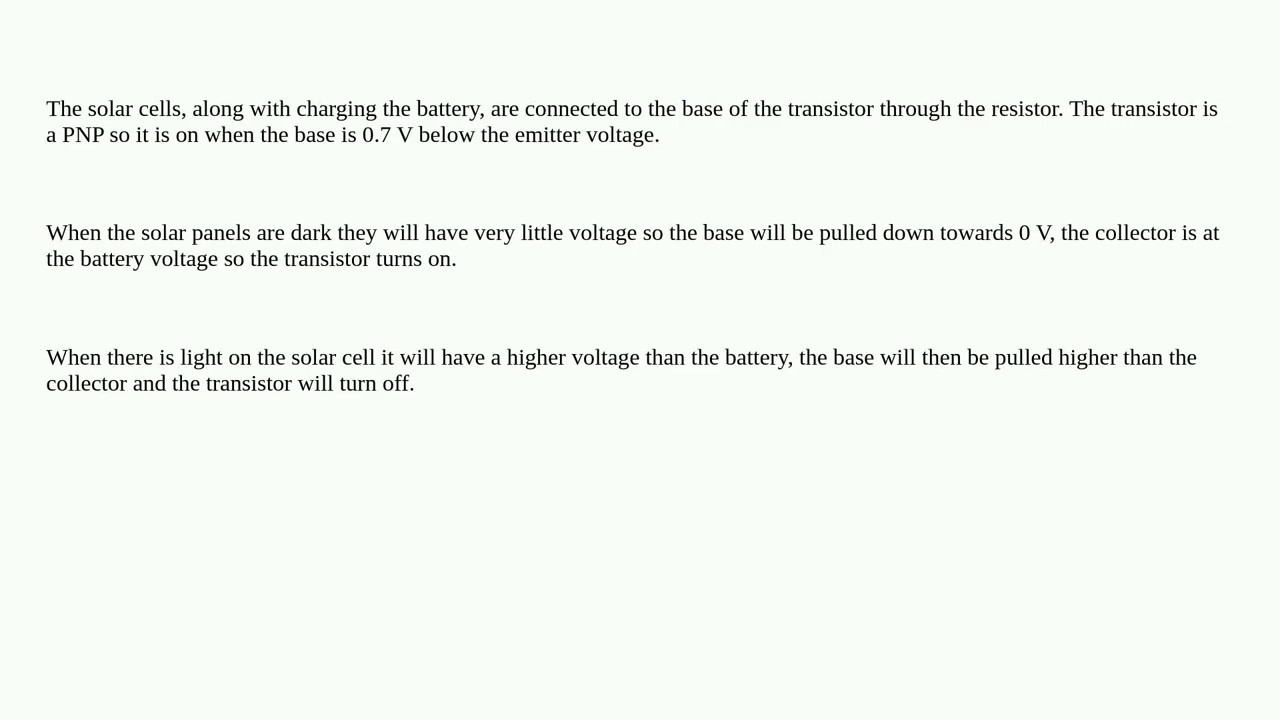 The solar cells, along with charging the battery, are connected to the base of the transistor through the resistor. The transistor is
a PNP so it is on when the base is 0.7 V below the emitter voltage.
When the solar panels are dark they will have very little voltage so the base will be pulled down towards 0 V, the collector is at
the battery voltage so the transistor turns on.
When there is light on the solar cell it will have a higher voltage than the battery, the base will then be pulled higher than the
collector and the transistor will turn off.